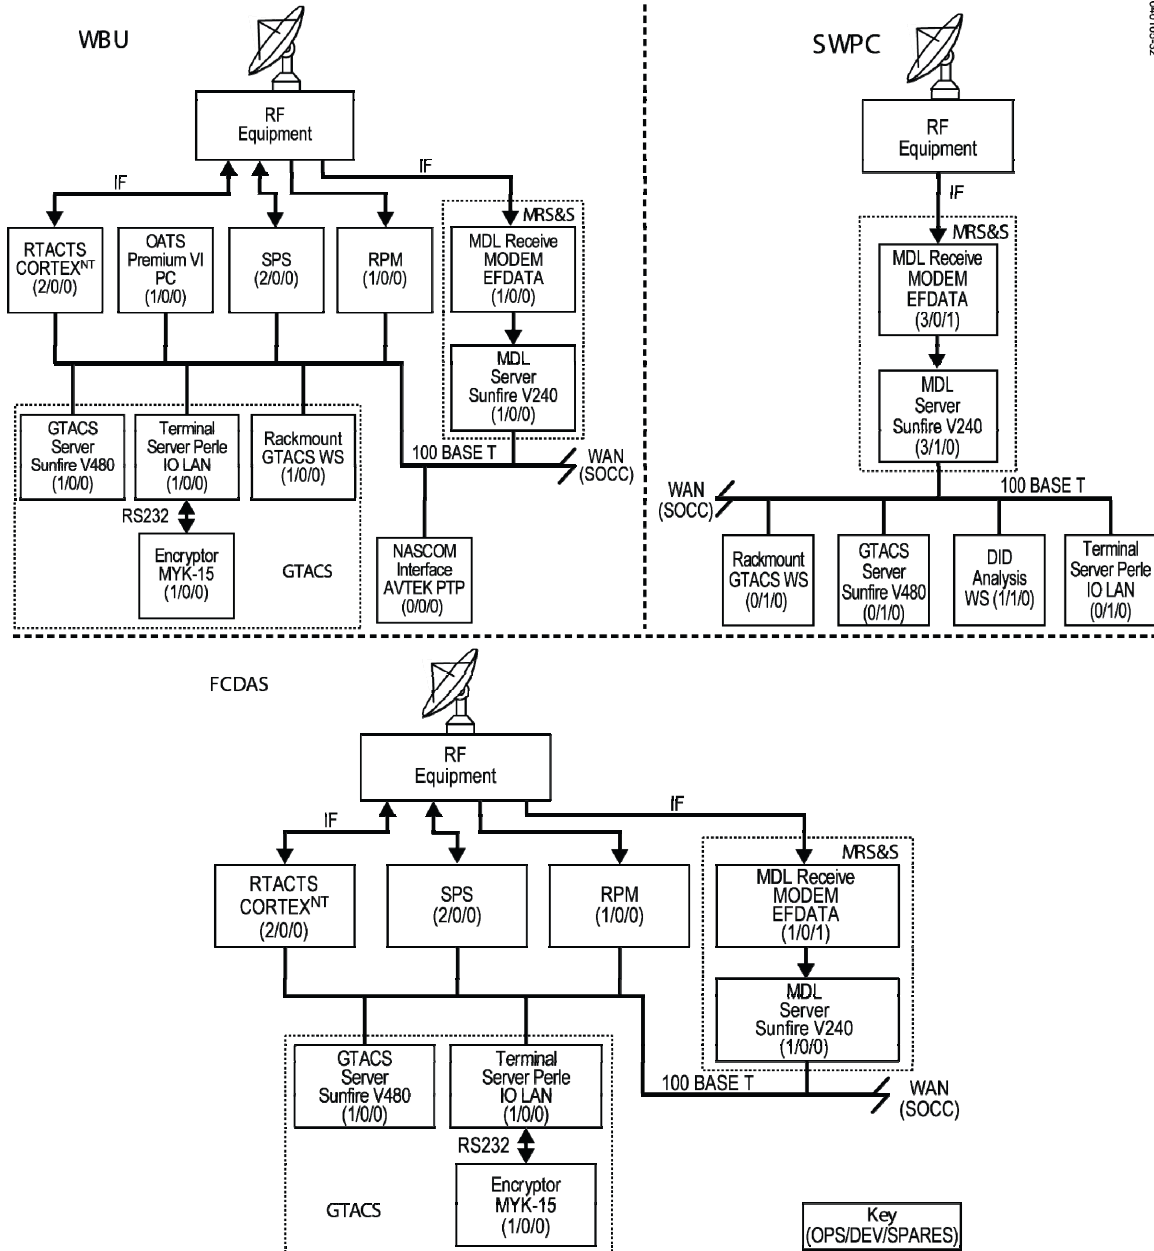 WBU
RF
Equipment
IF
IF
RTACTS
CORTEXNT
(2/0/0)
OATS
Premium VI
PC
(1/0/0)
SPS
(2/0/0)
RPM
(1/0/0)
MRS&S
MDL Receive
MODEM
EFDATA
(1/0/0)
MDL
Server
Sunfire V240
(1/0/0)
GTACS
Server
Sunfire V480
(1/0/0)
Terminal
Server Perle
IO LAN
(1/0/0)
Rackmount
GTACS WS
(1/0/0)
100 BASE T
WAN
(SOCC)
RS232
Encryptor
MYK-15
(1/0/0)
GTACS
NASCOM
Interface
AVTEK PTP
(0/0/0)
SWPC
RF
Equipment
IF
MRS&S
MDL Receive
MODEM
EFDATA
(3/0/1)
MDL
Server
Sunfire V240
(3/1/0)
WAN
(SOCC)
100 BASE T
Rackmount
GTACS WS
(0/1/0)
GTACS
Server
Sunfire V480
(0/1/0)
DID
Analysis
WS (1/1/0)
Terminal
Server Perle
IO LAN
(0/1/0)
FCDAS
RF
Equipment
IF
IF
RTACTS
CORTEXNT
(2/0/0)
SPS
(2/0/0)
RPM
(1/0/0)
MRS&S
MDL Receive
MODEM
EFDATA
(1/0/1)
MDL
Server
Sunfire V240
(1/0/0)
GTACS
Server
Sunfire V480
(1/0/0)
Terminal
Server Perle
IO LAN
(1/0/0)
100 BASE T
WAN
(SOCC)
RS232
Encryptor
MYK-15
(1/0/0)
GTACS
Key
(OPS/DEV/SPARES)